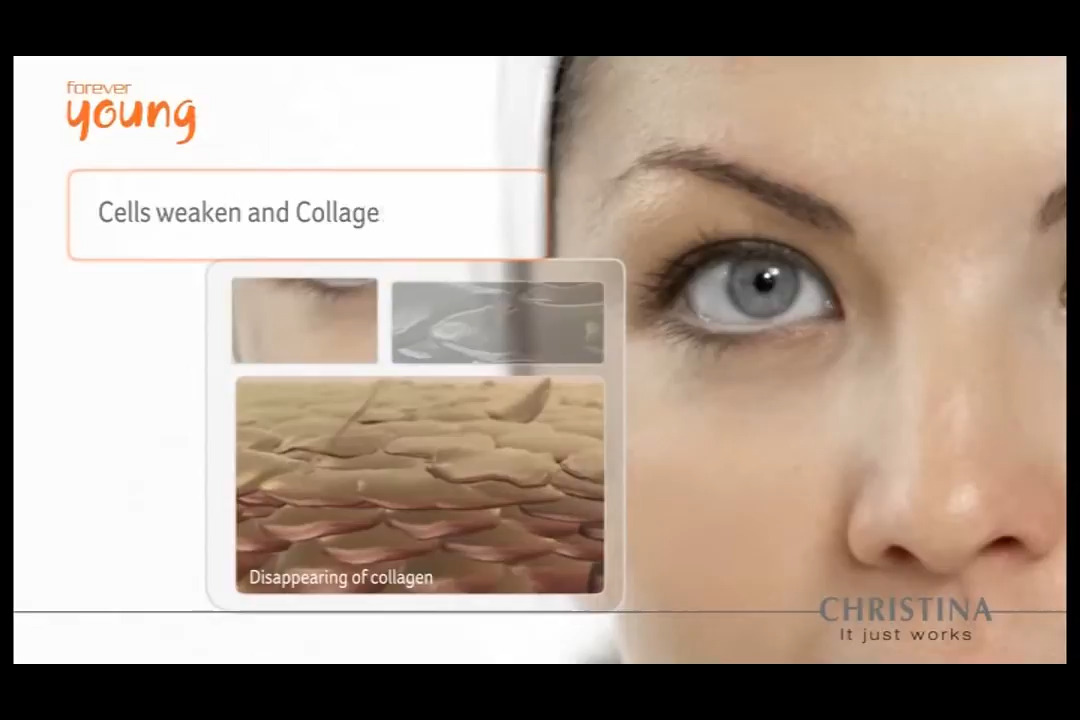 forever
young
Cells weaken and Collage
Disappearing of collagen
CHRISTINA
It just works